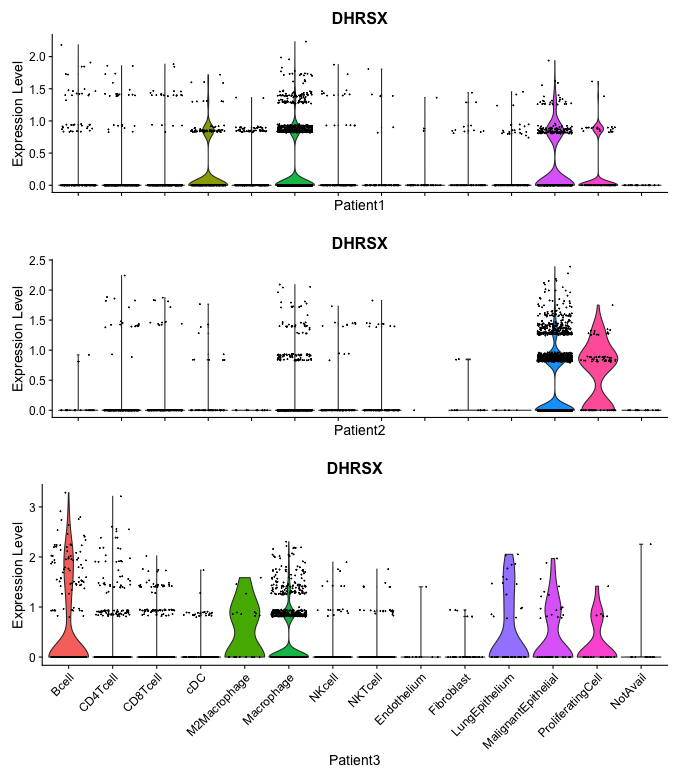 DHRSX
Expression Level
2.0
1.5
1.0
0.5
0.0
Patient1
DHRSX
Expression Level
2.5
2.0
1.5
1.0
0.5
0.0
Patient2
DHRSX
Expression Level
3
2
1
0
Bcell
CD4Tcell
CD8Tcell
cDC
M2Macrophage
Macrophage
NKcell
NKTcell
Endothelium
Fibroblast
LungEpithelium
MalignantEpithelial
ProliferatingCell
NotAvail
Patient3